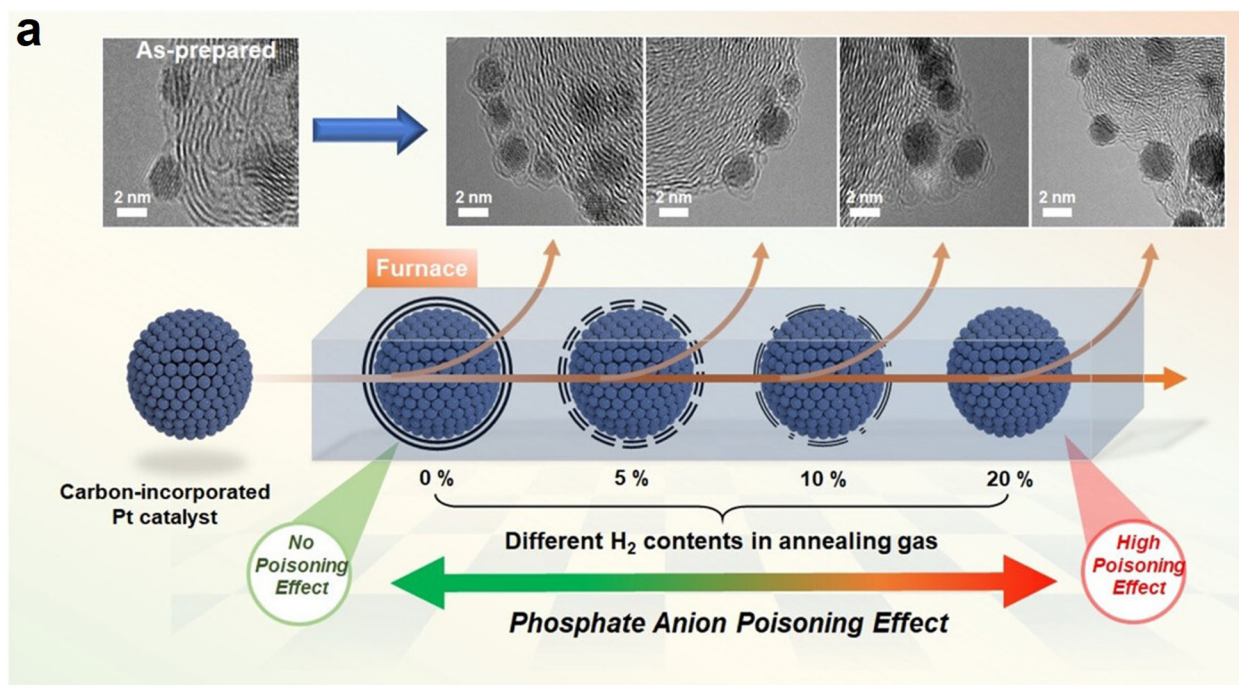 a
As-prepared
2 nm
2 nm
2 nm
2 nm
2 nm
Furnace
Carbon-incorporated
Pt catalyst
0 %
5 %
10 %
20 %
Different H₂ contents in annealing gas
No
Poisoning
Effect
High
Poisoning
Effect
Phosphate Anion Poisoning Effect